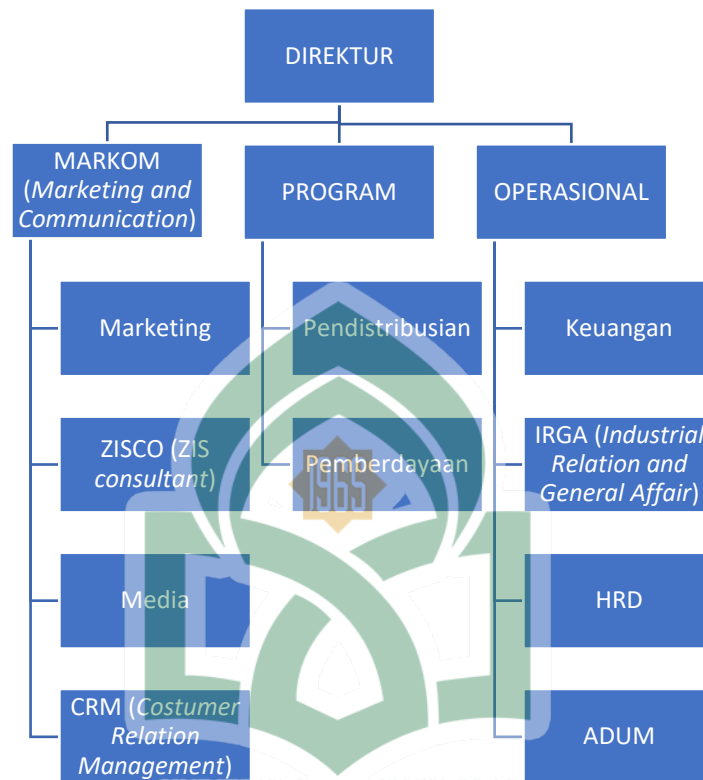 DIREKTUR
MARKOM
(Marketing and
Communication)
PROGRAM
OPERASIONAL
Marketing
Pendistribusian
Keuangan
ZISCO (ZIS
consultant)
Pemberdayaan
IRGA (Industrial
Relation and
General Affair)
1965
Media
HRD
CRM (Costumer
Relation
Management)
ADUM